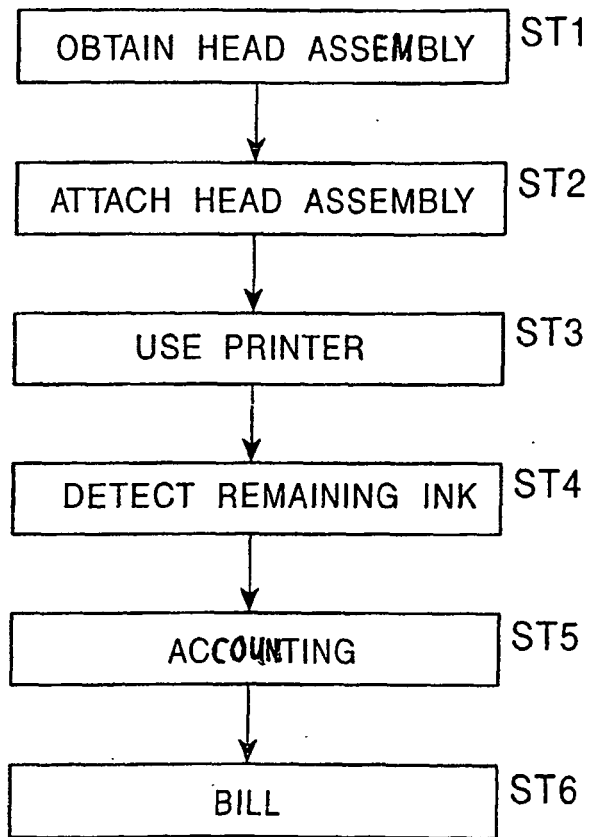 OBTAIN HEAD ASSEMBLY ST1
ATTACH HEAD ASSEMBLY ST2
USE PRINTER ST3
DETECT REMAINING INK ST4
ACCOUNTING ST5
BILL ST6